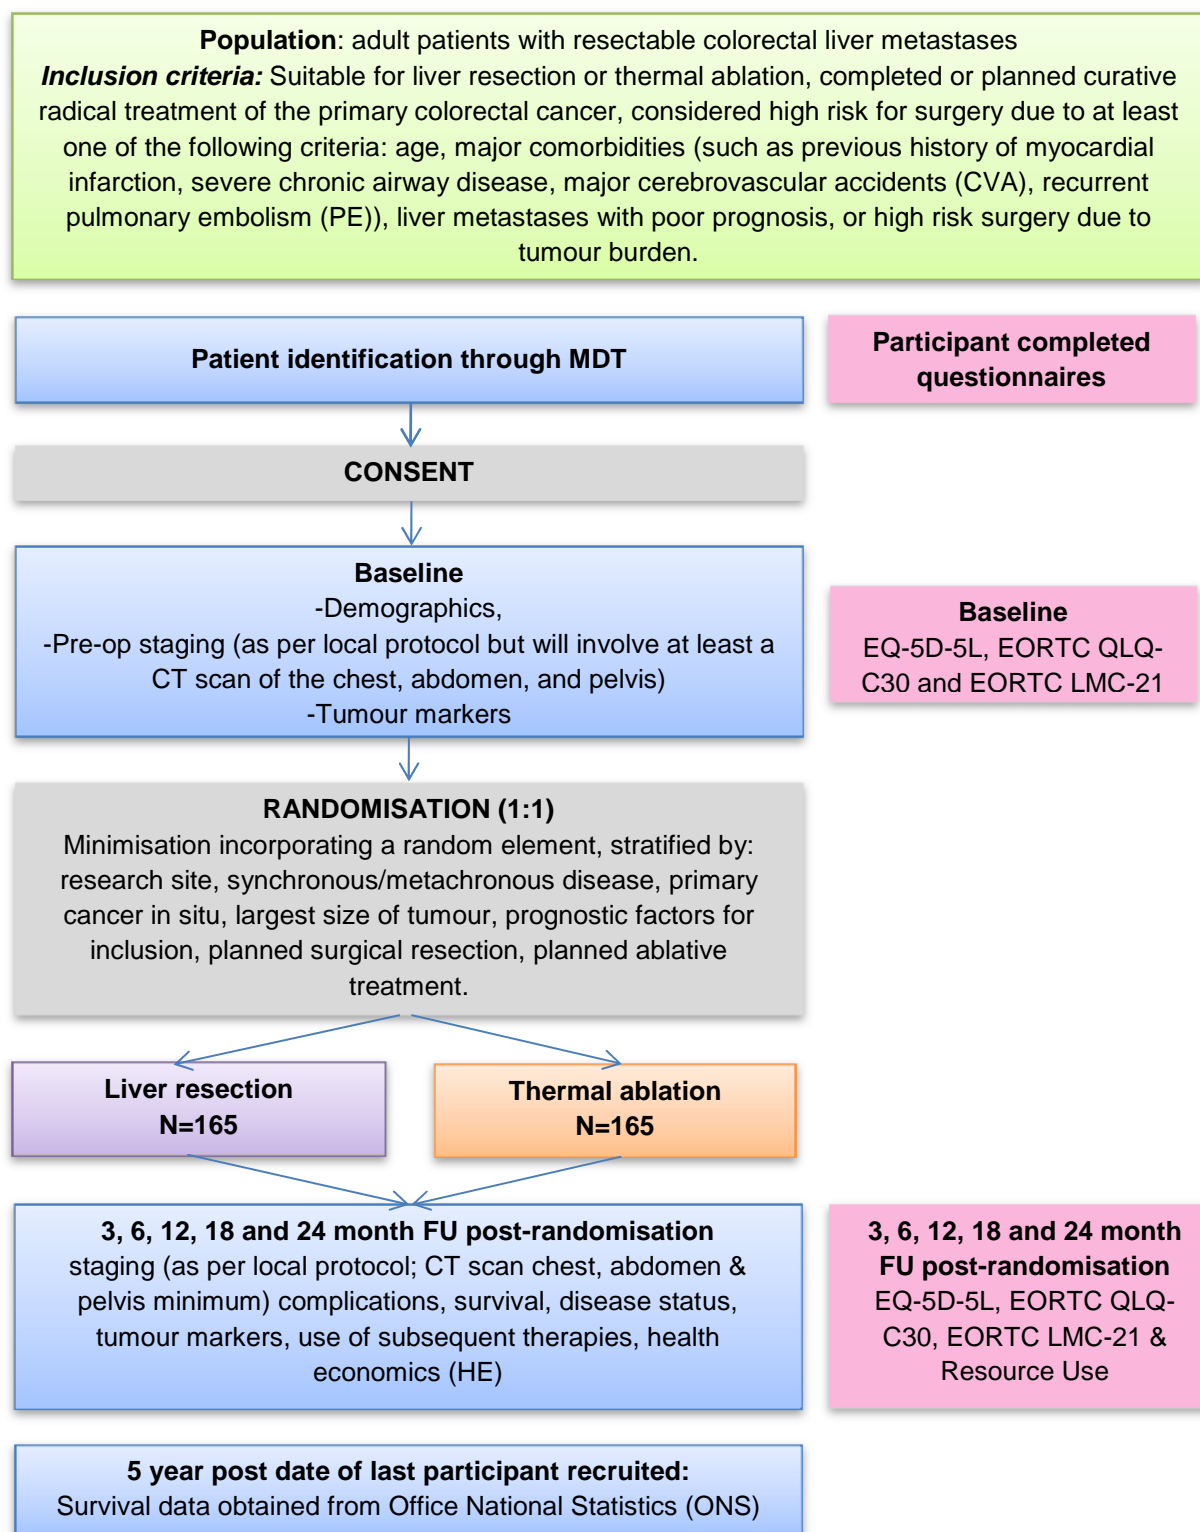 Population: adult patients with resectable colorectal liver metastases
Inclusion criteria: Suitable for liver resection or thermal ablation, completed or planned curative
radical treatment of the primary colorectal cancer, considered high risk for surgery due to at least
one of the following criteria: age, major comorbidities (such as previous history of myocardial
infarction, severe chronic airway disease, major cerebrovascular accidents (CVA), recurrent
pulmonary embolism (PE)), liver metastases with poor prognosis, or high risk surgery due to
tumour burden.
Patient identification through MDT
Participant completed
questionnaires
CONSENT
Baseline
-Demographics,
-Pre-op staging (as per local protocol but will involve at least a
CT scan of the chest, abdomen, and pelvis)
-Tumour markers
Baseline
EQ-5D-5L, EORTC QLQ-
C30 and EORTC LMC-21
RANDOMISATION (1:1)
Minimisation incorporating a random element, stratified by:
research site, synchronous/metachronous disease, primary
cancer in situ, largest size of tumour, prognostic factors for
inclusion, planned surgical resection, planned ablative
treatment.
Liver resection
N=165
Thermal ablation
N=165
3, 6, 12, 18 and 24 month FU post-randomisation
staging (as per local protocol; CT scan chest, abdomen &
pelvis minimum) complications, survival, disease status,
tumour markers, use of subsequent therapies, health
economics (HE)
3, 6, 12, 18 and 24 month
FU post-randomisation
EQ-5D-5L, EORTC QLQ-
C30, EORTC LMC-21 &
Resource Use
5 year post date of last participant recruited:
Survival data obtained from Office National Statistics (ONS)